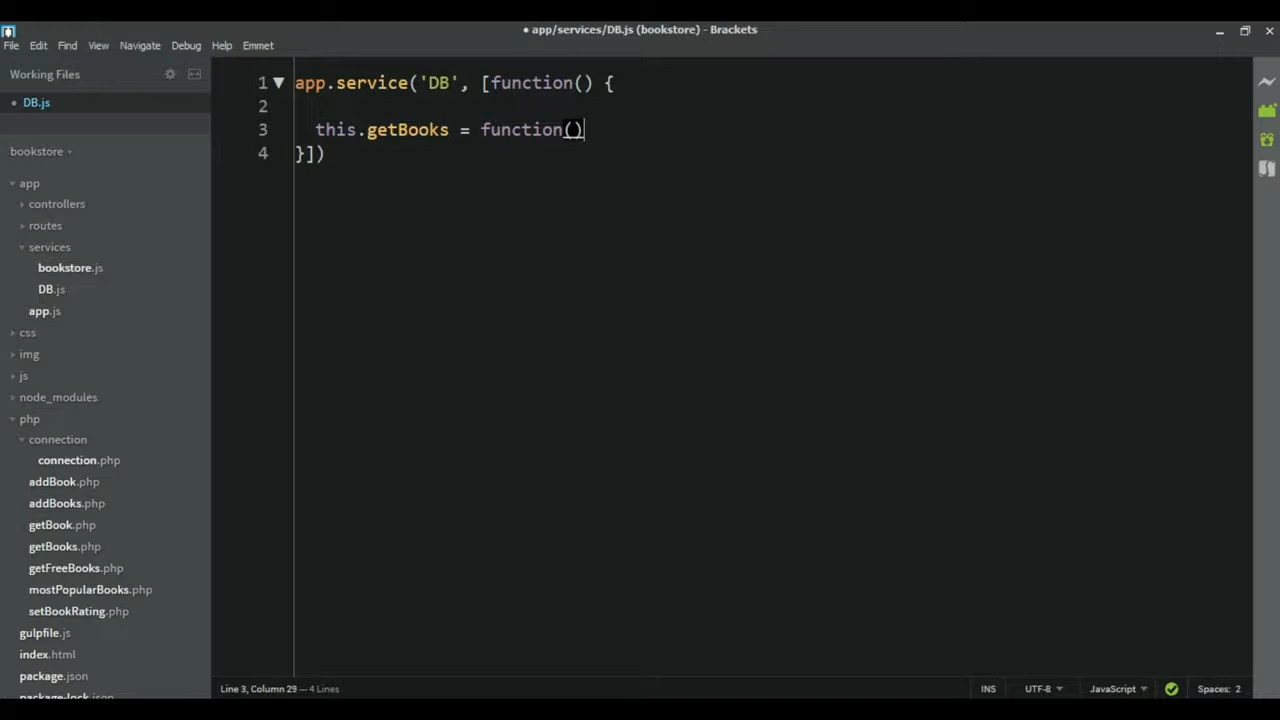 • app/services/DB.js (bookstore) - Brackets
File Edit Find View Navigate Debug Help Emmet
Working Files
DB.js
bookstore
app
controllers
routes
services
bookstore.js
DB.js
app.js
css
img
js
node_modules
php
connection
connection.php
addBook.php
addBooks.php
getBook.php
getBooks.php
getFreeBooks.php
mostPopularBooks.php
setBookRating.php
gulpfile.js
index.html
package.json
package-lock.json
1 app.service('DB', [function() {
2
3 this.getBooks = function()
4 }])
Line 3, Column 29 — 4 Lines
INS UTF-8 JavaScript Spaces: 2